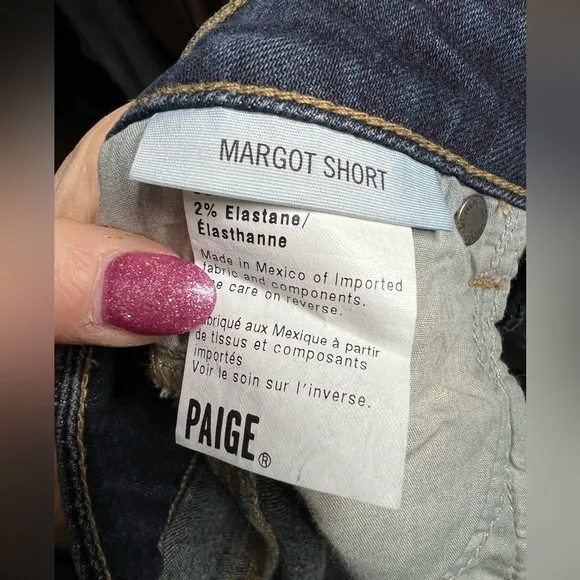 MARGOT SHORT
2% Elastane/
Élasthanne
Made in Mexico of Imported
fabric and components.
care on reverse.
Fabriqué aux Mexique à partir
de tissus et composants
importés
Voir le soin sur l'inverse.
PAIGE®